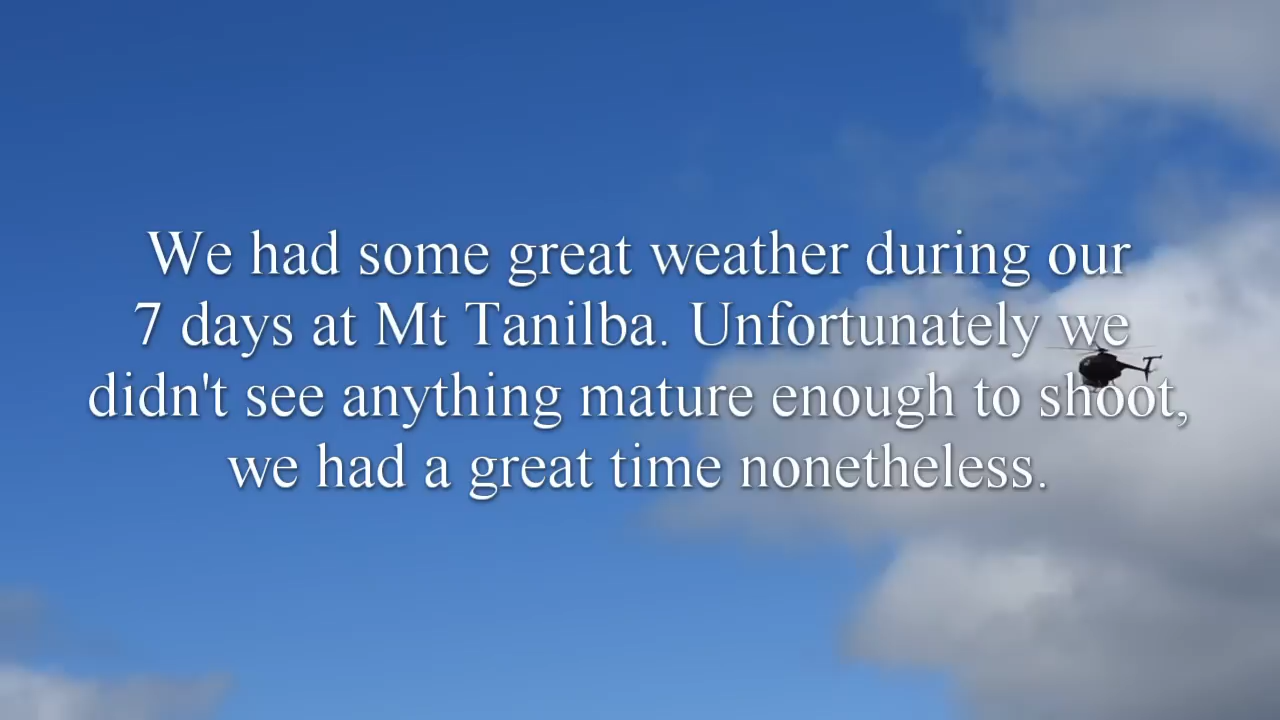 We had some great weather during our
7 days at Mt Tanilba. Unfortunately we
didn't see anything mature enough to shoot,
we had a great time nonetheless.